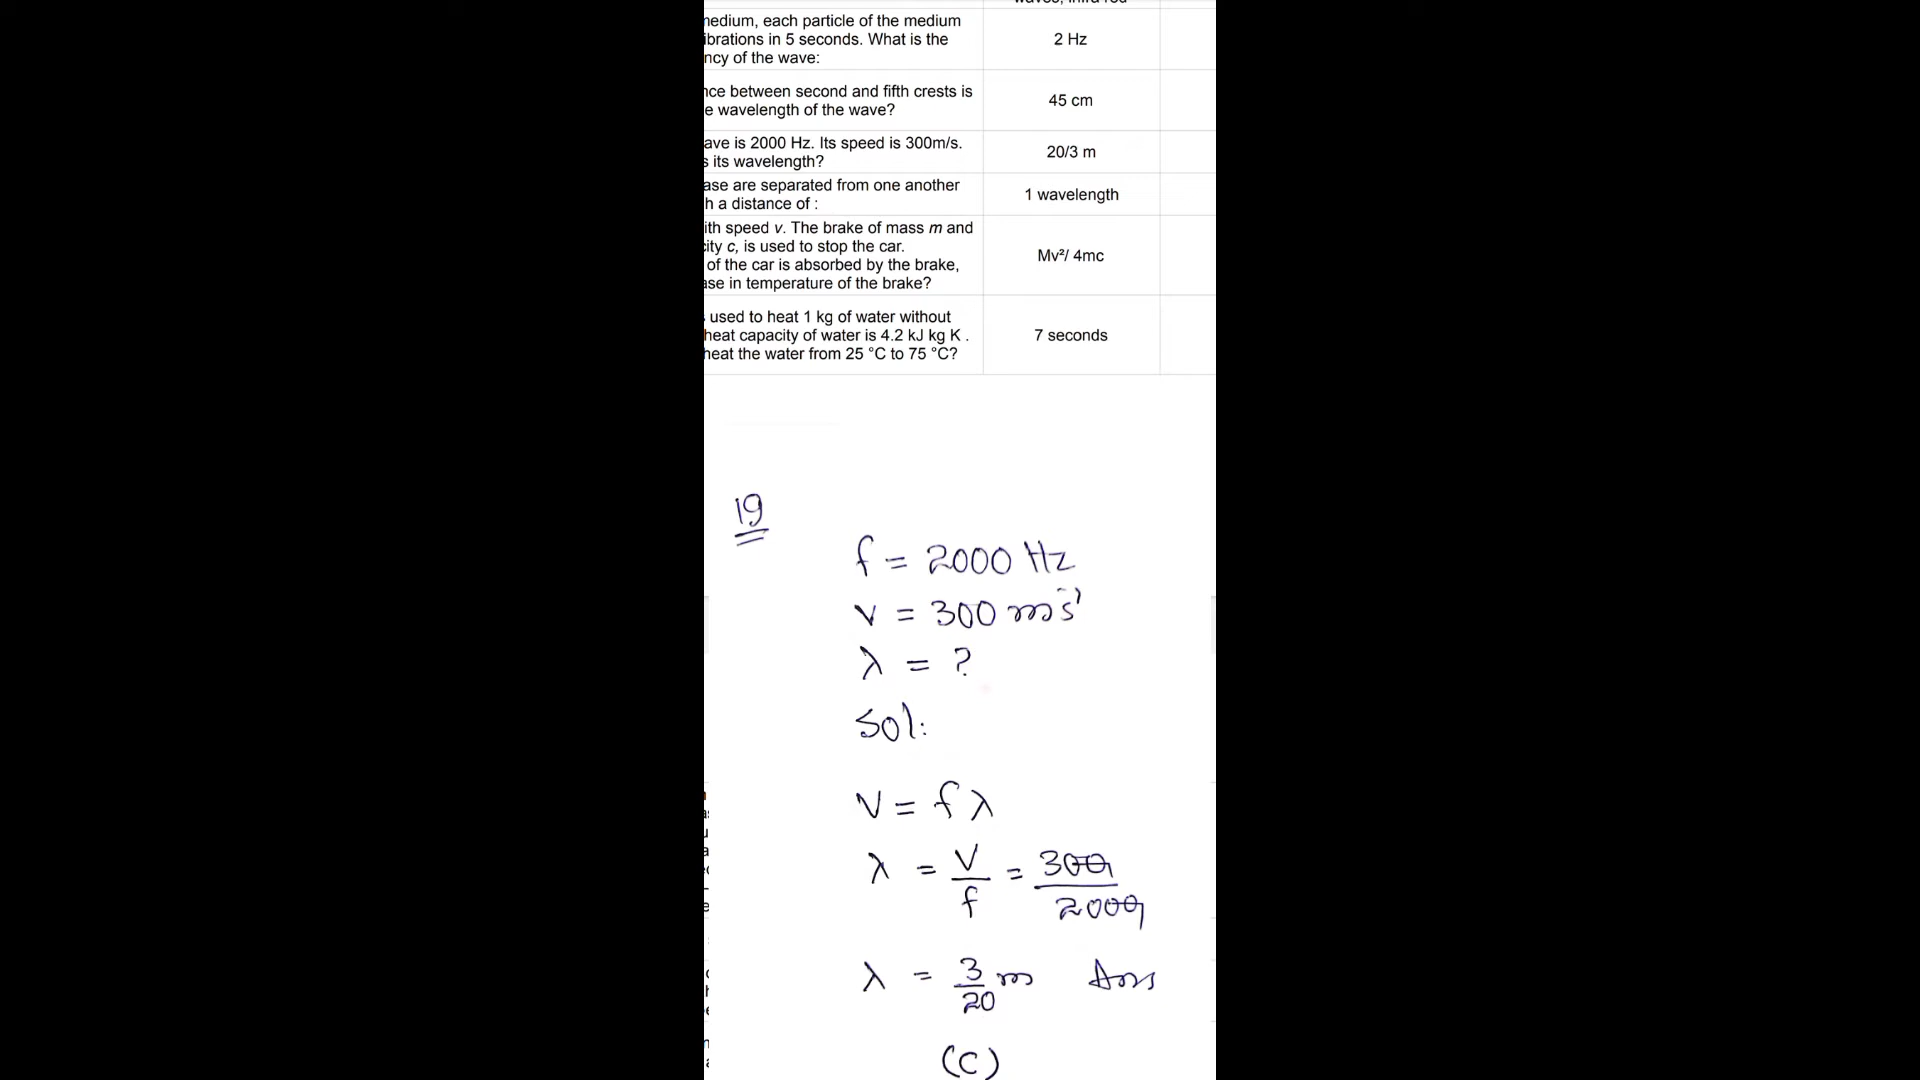 medium, each particle of the medium
ibrations in 5 seconds. What is the
ncy of the wave:
2 Hz
nce between second and fifth crests is
e wavelength of the wave?
45 cm
ave is 2000 Hz. Its speed is 300m/s.
s its wavelength?
20/3 m
ase are separated from one another
h a distance of :
1 wavelength
ith speed v. The brake of mass m and
city c, is used to stop the car.
of the car is absorbed by the brake,
ase in temperature of the brake?
Mv²/ 4mc
used to heat 1 kg of water without
heat capacity of water is 4.2 kJ kg K .
heat the water from 25 °C to 75 °C?
7 seconds
19
f = 2000 Hz
v = 300 ms⁻¹
λ = ?
Sol:
V = fλ
λ = V/f = 300/2000
λ = 3/20 m Ans
(C)